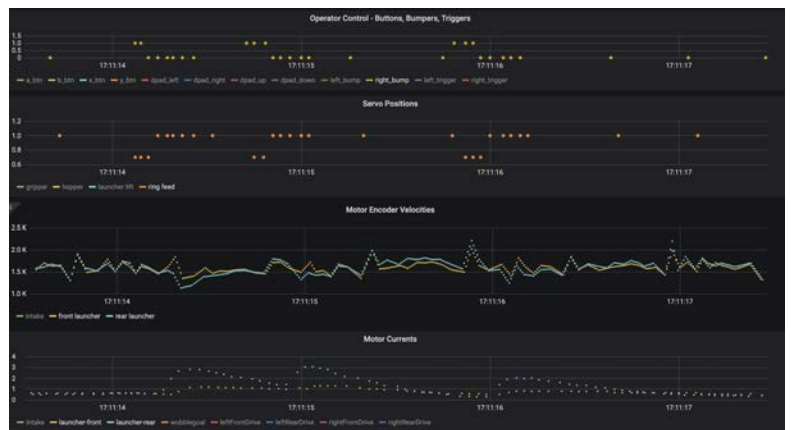 Operator Control - Buttons, Bumpers, Triggers
1.5
1.0
0.5
0
17:11:14 17:11:15 17:11:16 17:11:17
a_btn b_btn x_btn y_btn dpad_left dpad_right dpad_up dpad_down left_bump right_bump left_trigger right_trigger
Servo Positions
1.2
1.0
0.8
0.6
17:11:14 17:11:15 17:11:16 17:11:17
gripper hopper launcher lift ring feed
Motor Encoder Velocities
2.5 K
2.0 K
1.5 K
1.0 K
17:11:14 17:11:15 17:11:16 17:11:17
intake front launcher rear launcher
Motor Currents
4
3
2
1
0
17:11:14 17:11:15 17:11:16 17:11:17
intake launcher-front launcher-rear wobblegoal leftFrontDrive leftRearDrive rightFrontDrive rightRearDrive